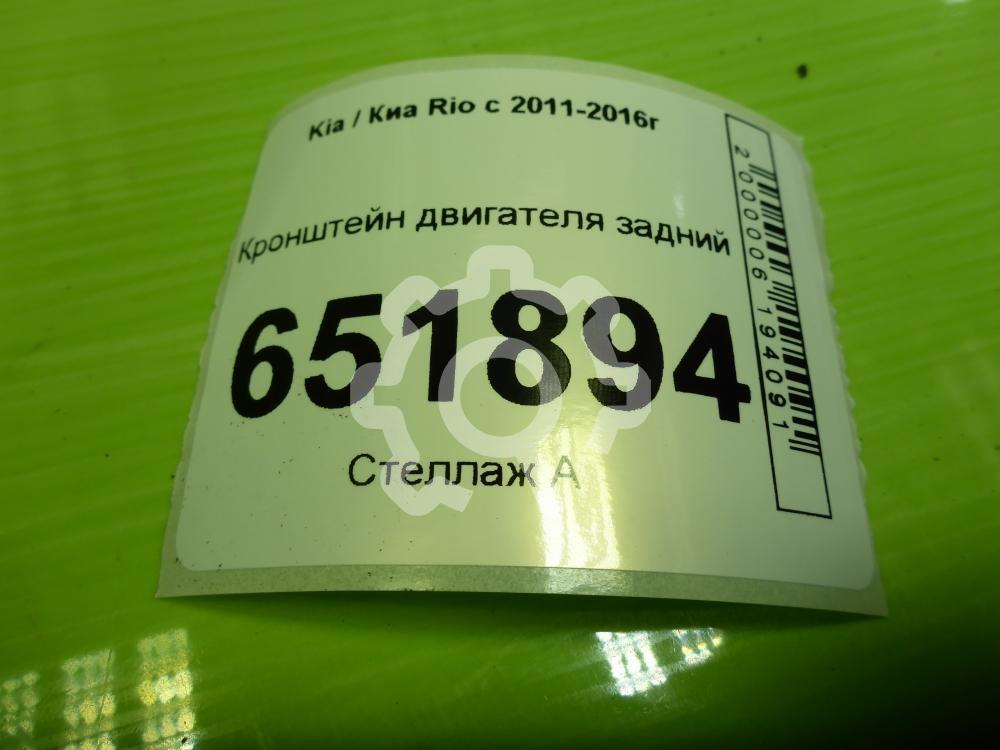 Kia / Киа Rio с 2011-2016г
Кронштейн двигателя задний
651894
Стеллаж А
2000006194091